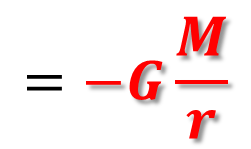 = −G M/r